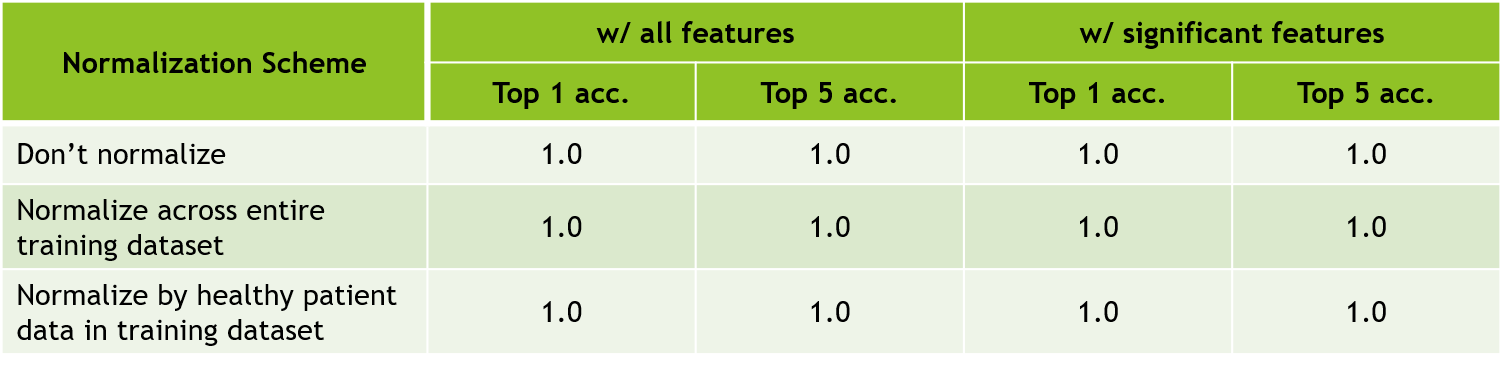 Normalization Scheme
w/ all features
w/ significant features
Top 1 acc.
Top 5 acc.
Top 1 acc.
Top 5 acc.
Don’t normalize
1.0
1.0
1.0
1.0
Normalize across entire
training dataset
1.0
1.0
1.0
1.0
Normalize by healthy patient
data in training dataset
1.0
1.0
1.0
1.0